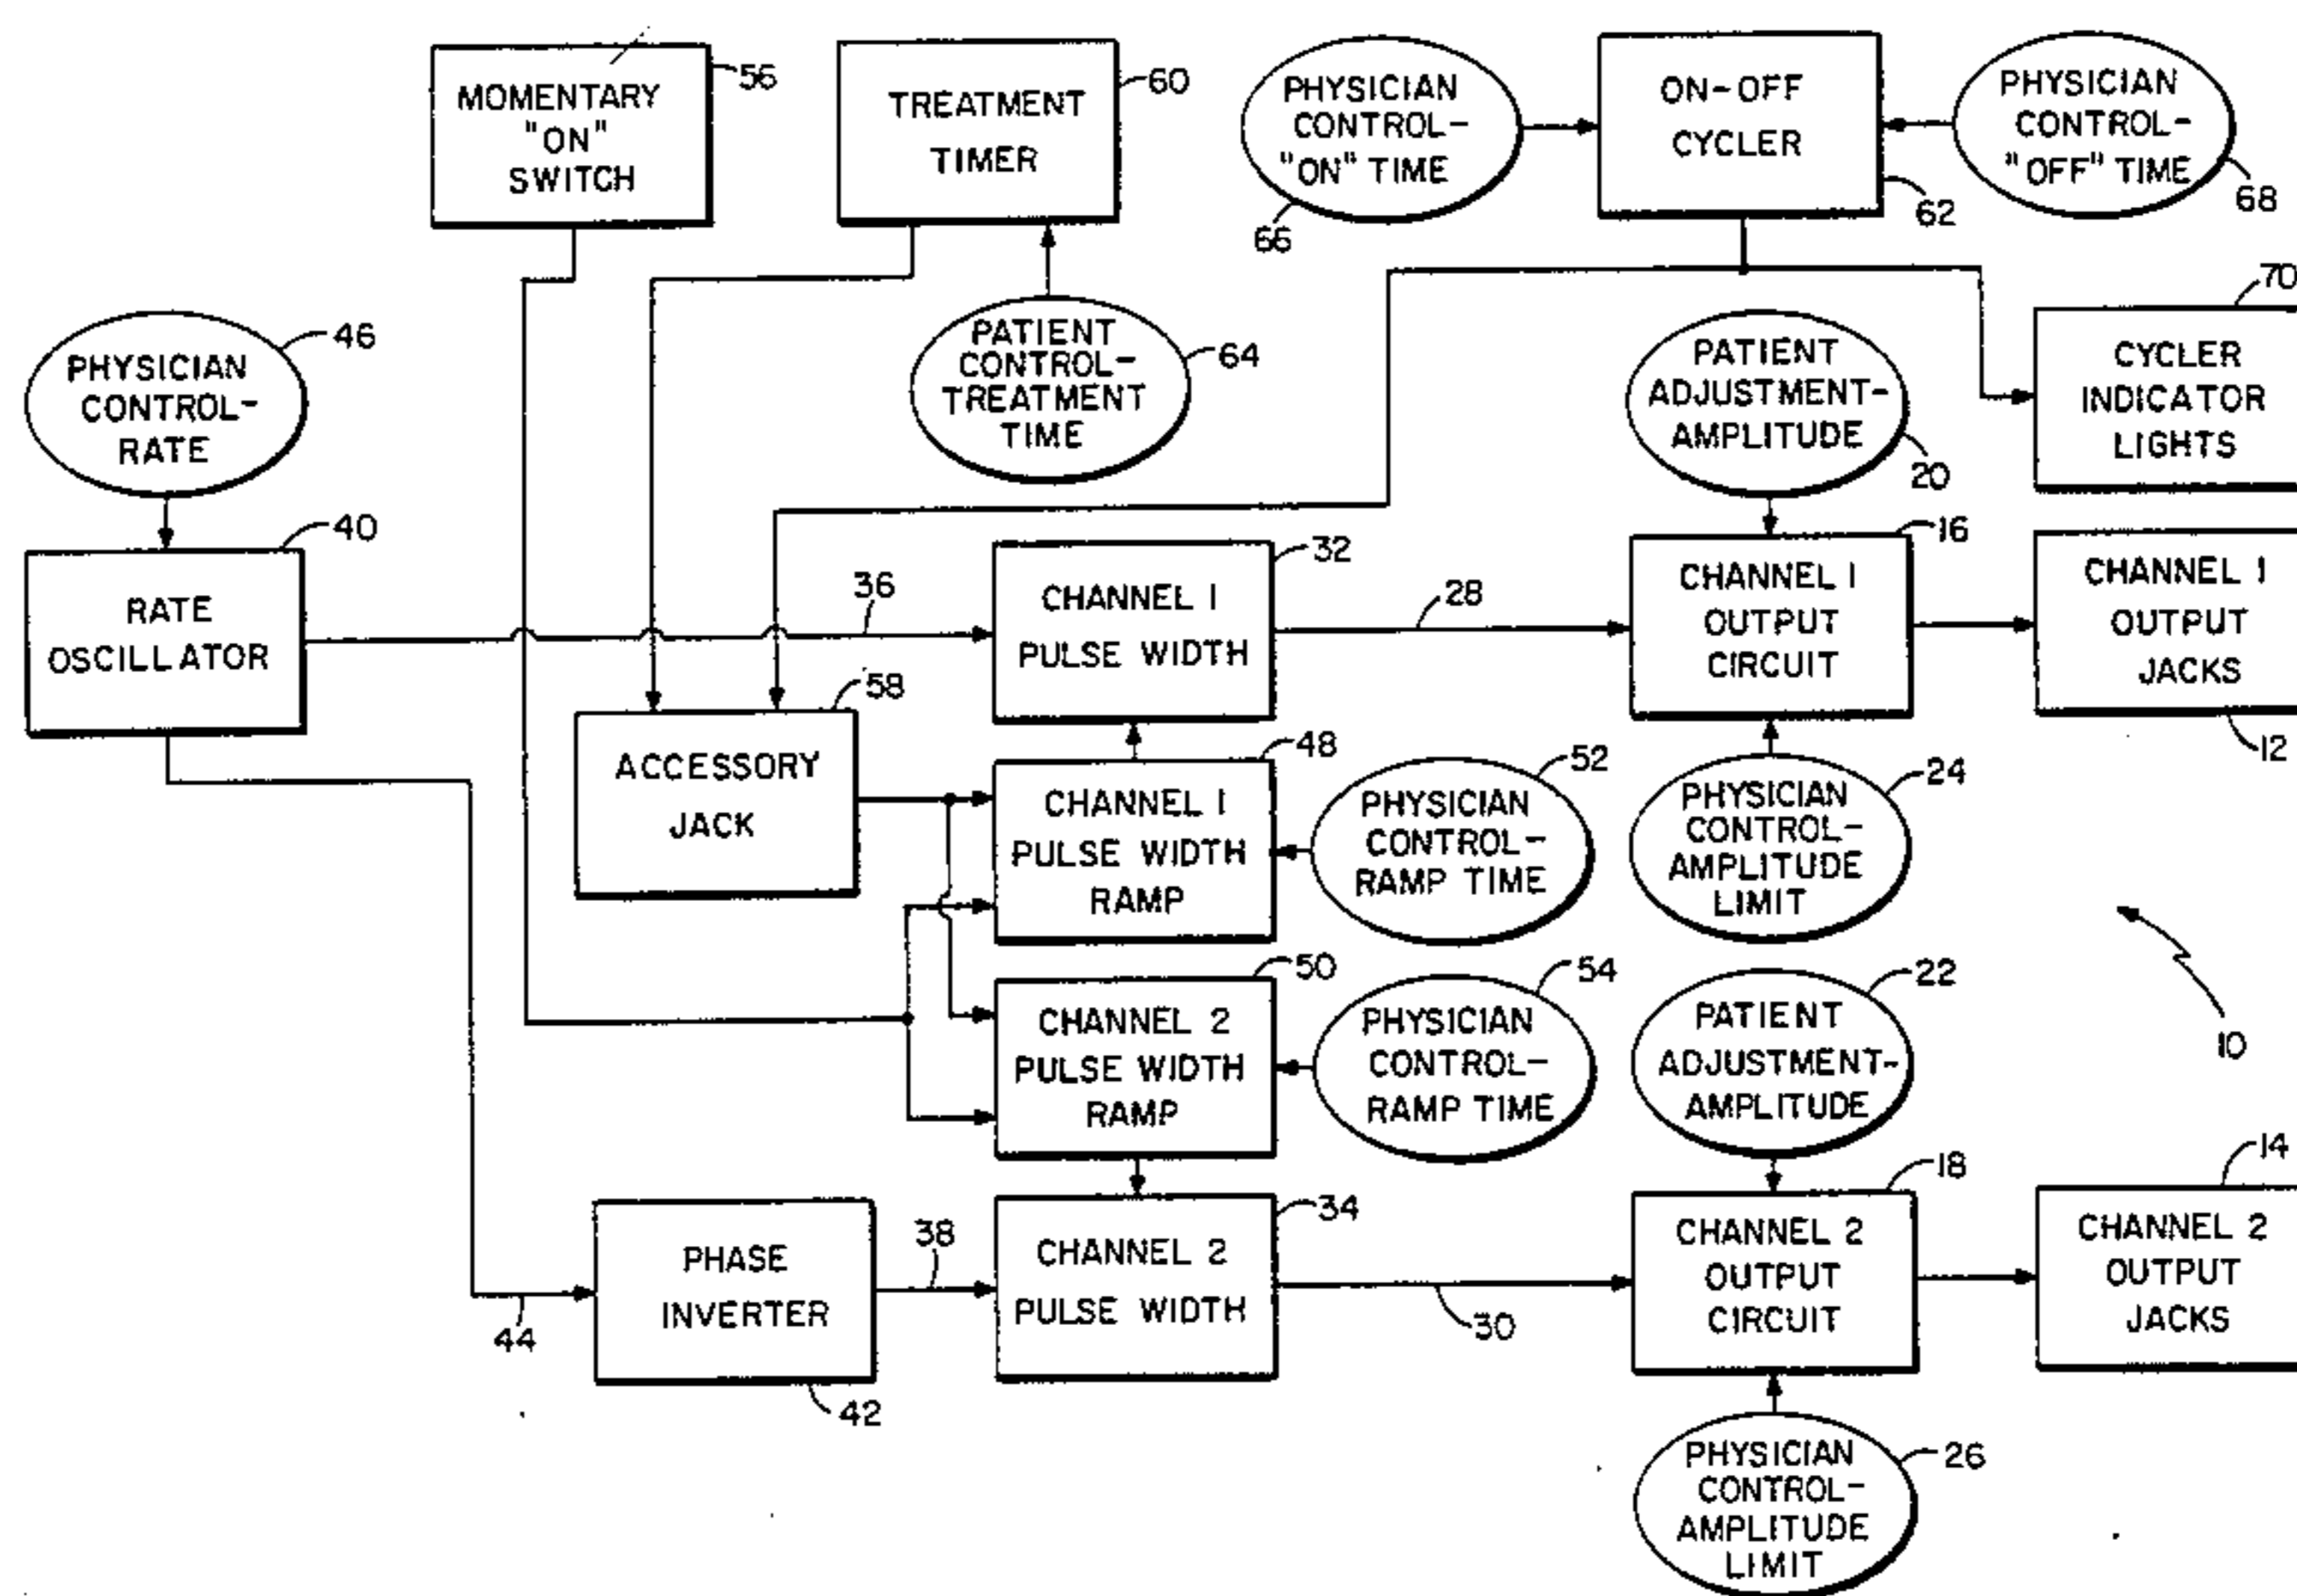 MOMENTARY
"ON"
SWITCH
56
TREATMENT
TIMER
60
PHYSICIAN
CONTROL-
"ON" TIME
66
ON-OFF
CYCLER
62
PHYSICIAN
CONTROL-
"OFF" TIME
68
PHYSICIAN
CONTROL-
RATE
46
PATIENT
CONTROL-
TREATMENT
TIME
64
PATIENT
ADJUSTMENT-
AMPLITUDE
20
70
CYCLER
INDICATOR
LIGHTS
40
RATE
OSCILLATOR
36
32
CHANNEL 1
PULSE WIDTH
28
16
CHANNEL 1
OUTPUT
CIRCUIT
CHANNEL 1
OUTPUT
JACKS
12
58
ACCESSORY
JACK
48
CHANNEL 1
PULSE WIDTH
RAMP
52
PHYSICIAN
CONTROL-
RAMP TIME
24
PHYSICIAN
CONTROL-
AMPLITUDE
LIMIT
50
CHANNEL 2
PULSE WIDTH
RAMP
54
PHYSICIAN
CONTROL-
RAMP TIME
22
PATIENT
ADJUSTMENT-
AMPLITUDE
10
44
PHASE
INVERTER
42
38
34
CHANNEL 2
PULSE WIDTH
30
18
CHANNEL 2
OUTPUT
CIRCUIT
14
CHANNEL 2
OUTPUT
JACKS
26
PHYSICIAN
CONTROL-
AMPLITUDE
LIMIT